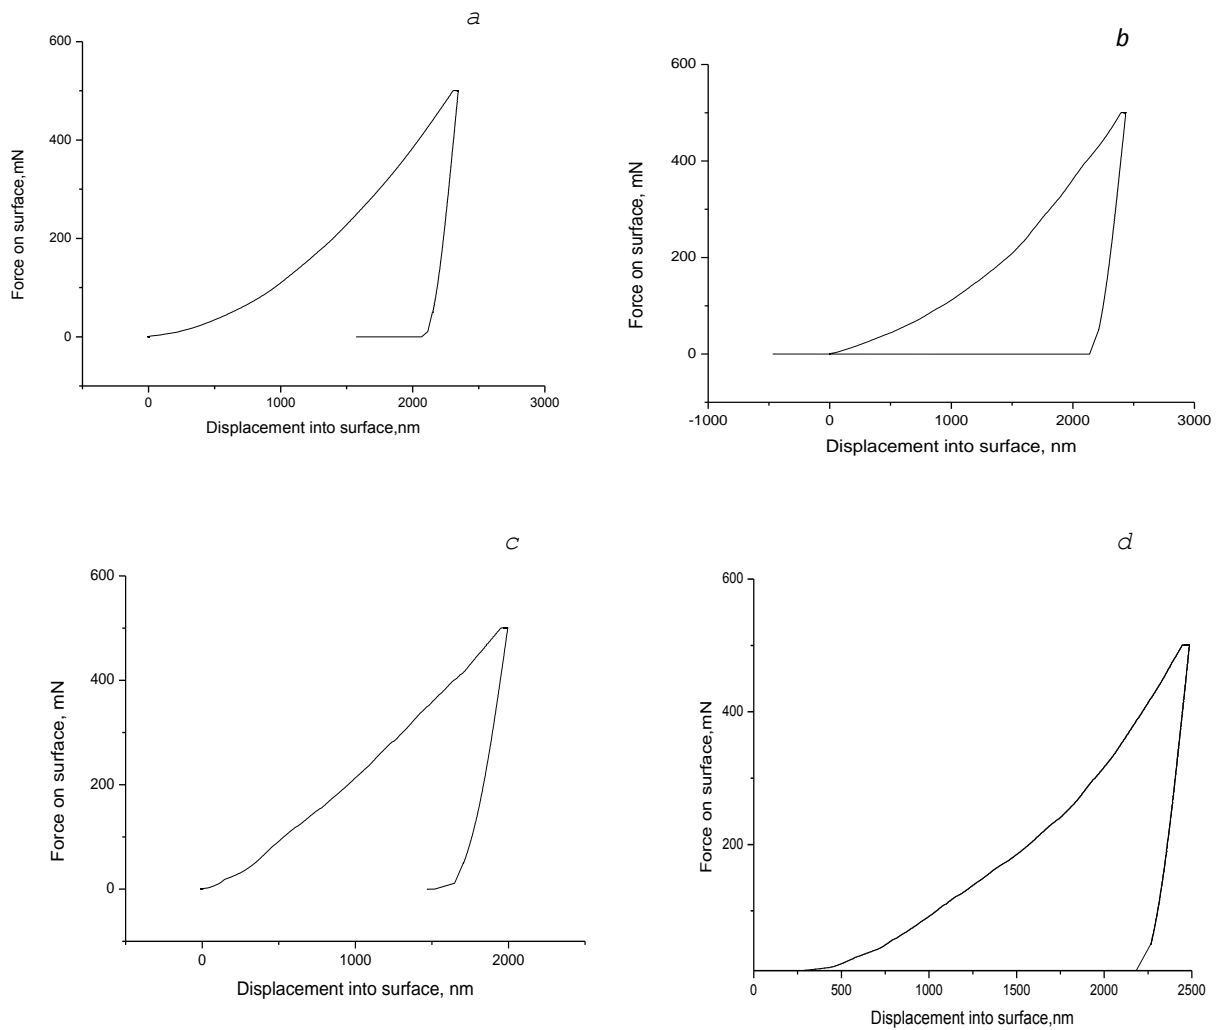 a
600
400
200
0
0
1000
2000
3000
Force on surface,mN
Displacement into surface,nm
b
600
400
200
0
-1000
0
1000
2000
3000
Force on surface, mN
Displacement into surface, nm
c
600
400
200
0
0
1000
2000
Force on surface, mN
Displacement into surface, nm
d
600
400
200
0
500
1000
1500
2000
2500
Force on surface,mN
Displacement into surface,nm